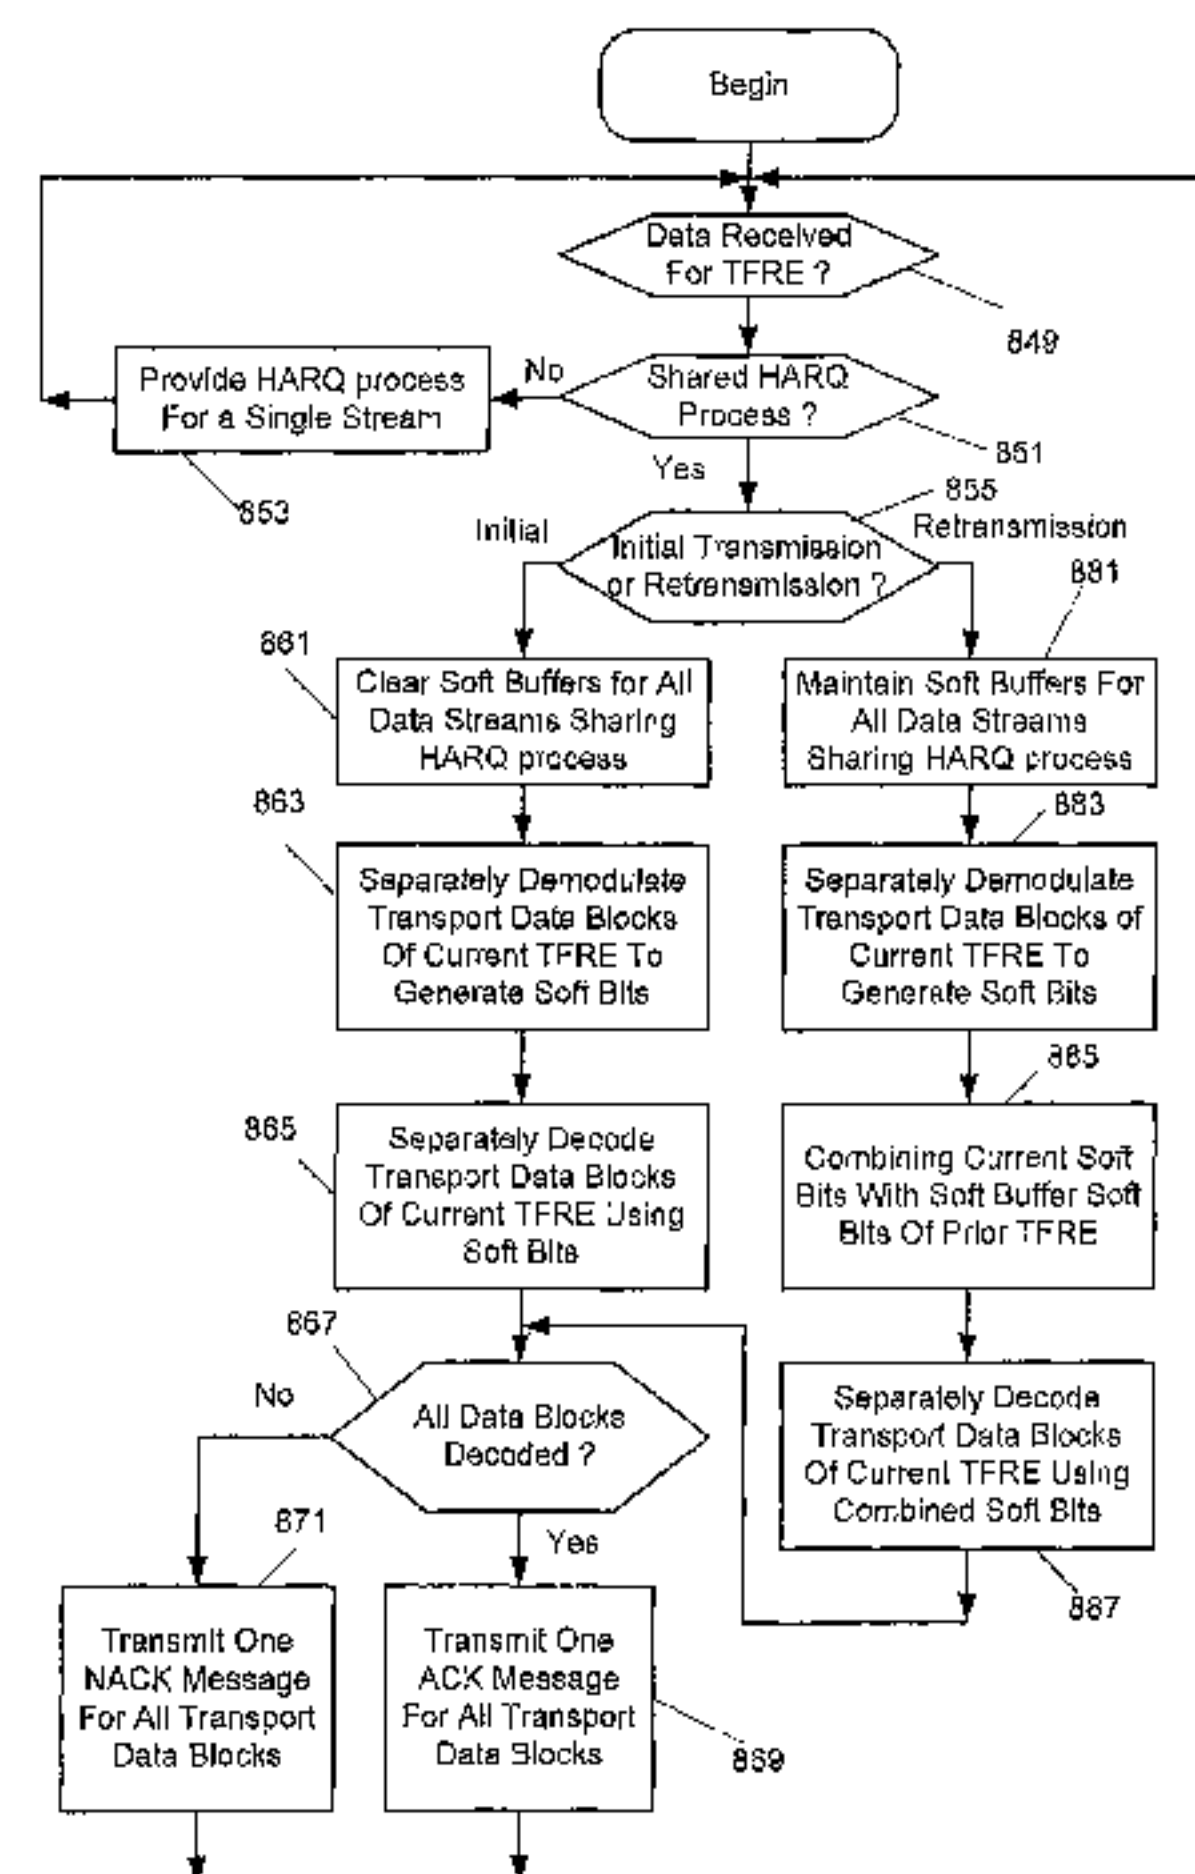 Begin
Data Received
For TFRE ?
849
Shared HARQ
Process ?
851
No
Provide HARQ process
For a Single Stream
853
Yes
855
Initial
Retransmission
Initial Transmission
or Retransmission ?
881
861
Clear Soft Buffers for All
Data Streams Sharing
HARQ process
Maintain Soft Buffers For
All Data Streams
Sharing HARQ process
863
883
Separately Demodulate
Transport Data Blocks
Of Current TFRE To
Generate Soft Bits
Separately Demodulate
Transport Data Blocks of
Current TFRE To
Generate Soft Bits
865
885
Separately Decode
Transport Data Blocks
Of Current TFRE Using
Soft Bits
Combining Current Soft
Bits With Soft Buffer Soft
Bits Of Prior TFRE
867
No
All Data Blocks
Decoded ?
Separately Decode
Transport Data Blocks
Of Current TFRE Using
Combined Soft Bits
871
Yes
887
Transmit One
NACK Message
For All Transport
Data Blocks
Transmit One
ACK Message
For All Transport
Data Blocks
869